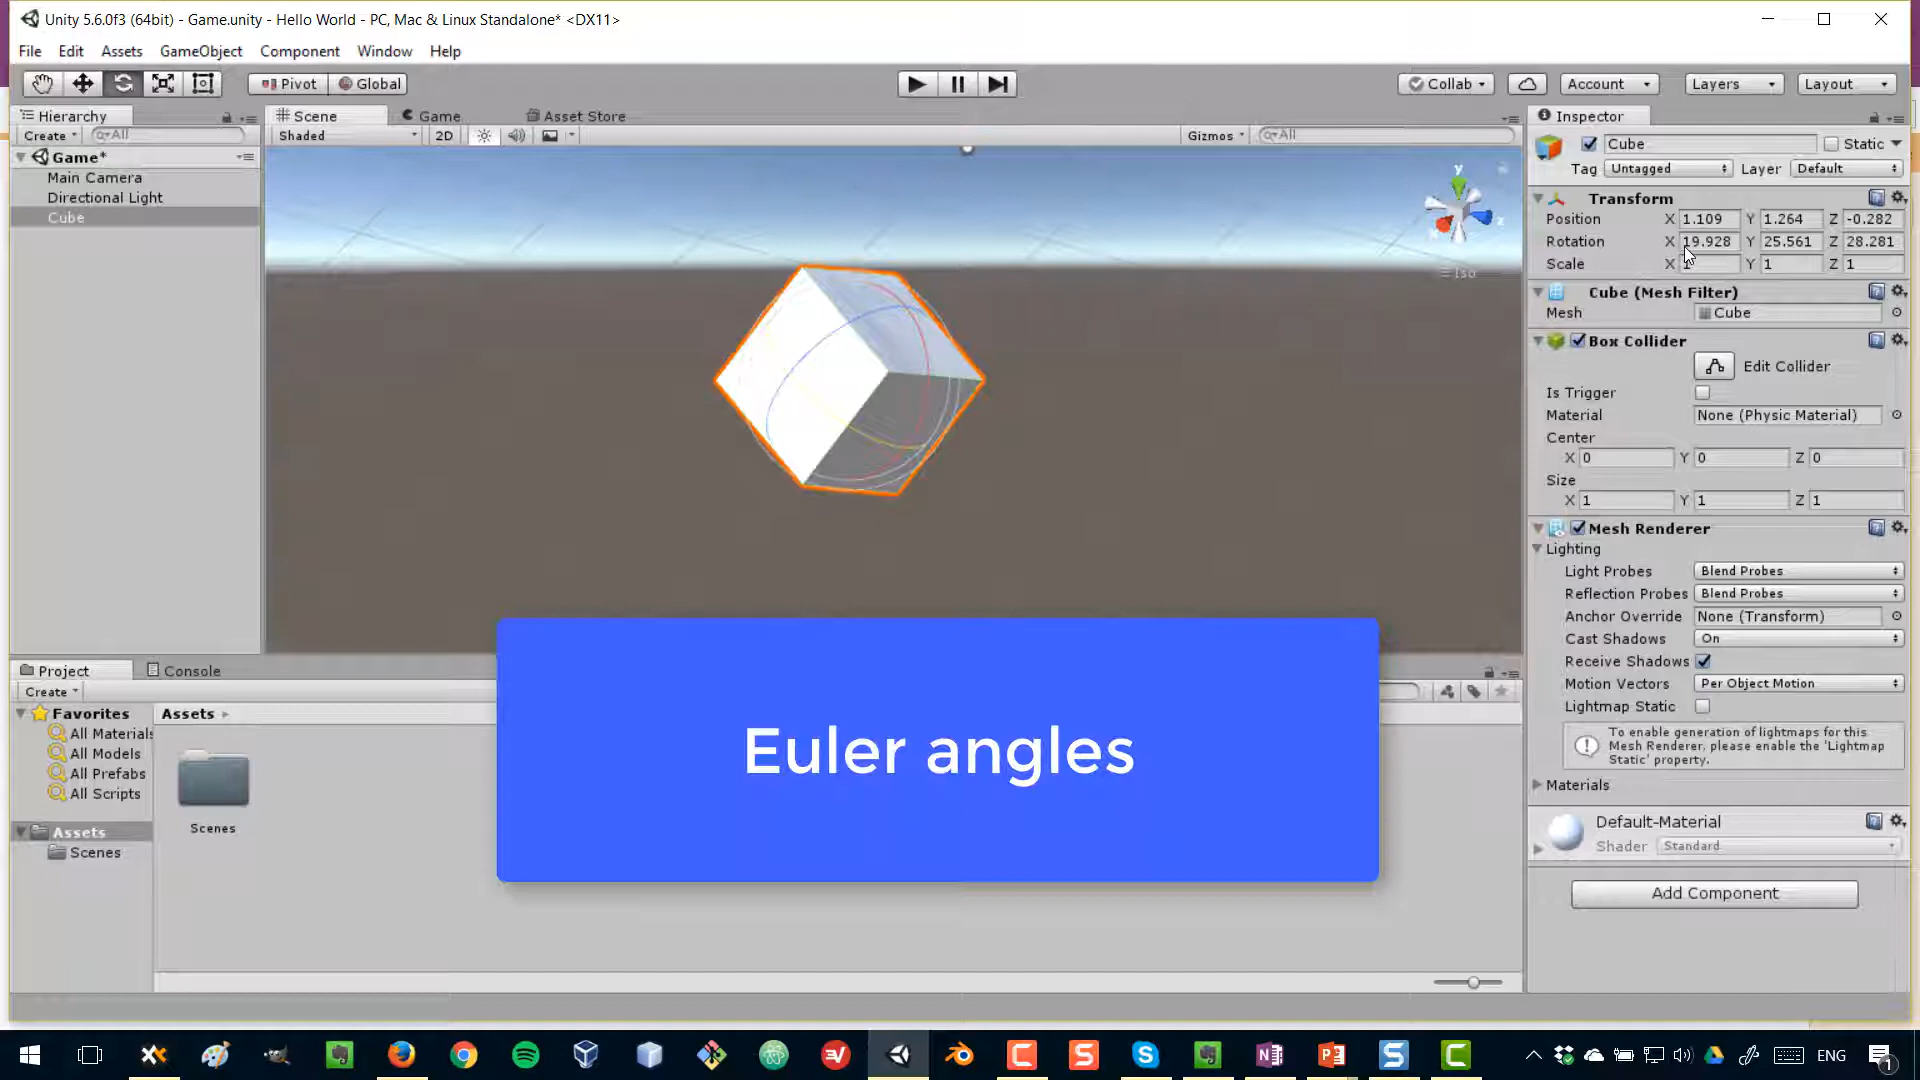 Unity 5.6.0f3 (64bit) - Game.unity - Hello World - PC, Mac & Linux Standalone* <DX11>
File Edit Assets GameObject Component Window Help
Pivot Global Collab Account Layers Layout
Hierarchy
Create All
Game*
Main Camera
Directional Light
Cube
Scene Game Asset Store
Shaded 2D Gizmos All
y
z
Iso
Inspector
Cube Static
Tag Untagged Layer Default
Transform
Position X 1.109 Y 1.264 Z -0.282
Rotation X 19.928 Y 25.561 Z 28.281
Scale X 1 Y 1 Z 1
Cube (Mesh Filter)
Mesh Cube
Box Collider
Edit Collider
Is Trigger
Material None (Physic Material)
Center
X 0 Y 0 Z 0
Size
X 1 Y 1 Z 1
Mesh Renderer
Lighting
Light Probes Blend Probes
Reflection Probes Blend Probes
Anchor Override None (Transform)
Cast Shadows On
Receive Shadows
Motion Vectors Per Object Motion
Lightmap Static
To enable generation of lightmaps for this
Mesh Renderer, please enable the 'Lightmap
Static' property.
Materials
Default-Material
Shader Standard
Add Component
Project Console
Create
Favorites
All Materials
All Models
All Prefabs
All Scripts
Assets
Scenes
Assets
Scenes
Euler angles
ENG
1